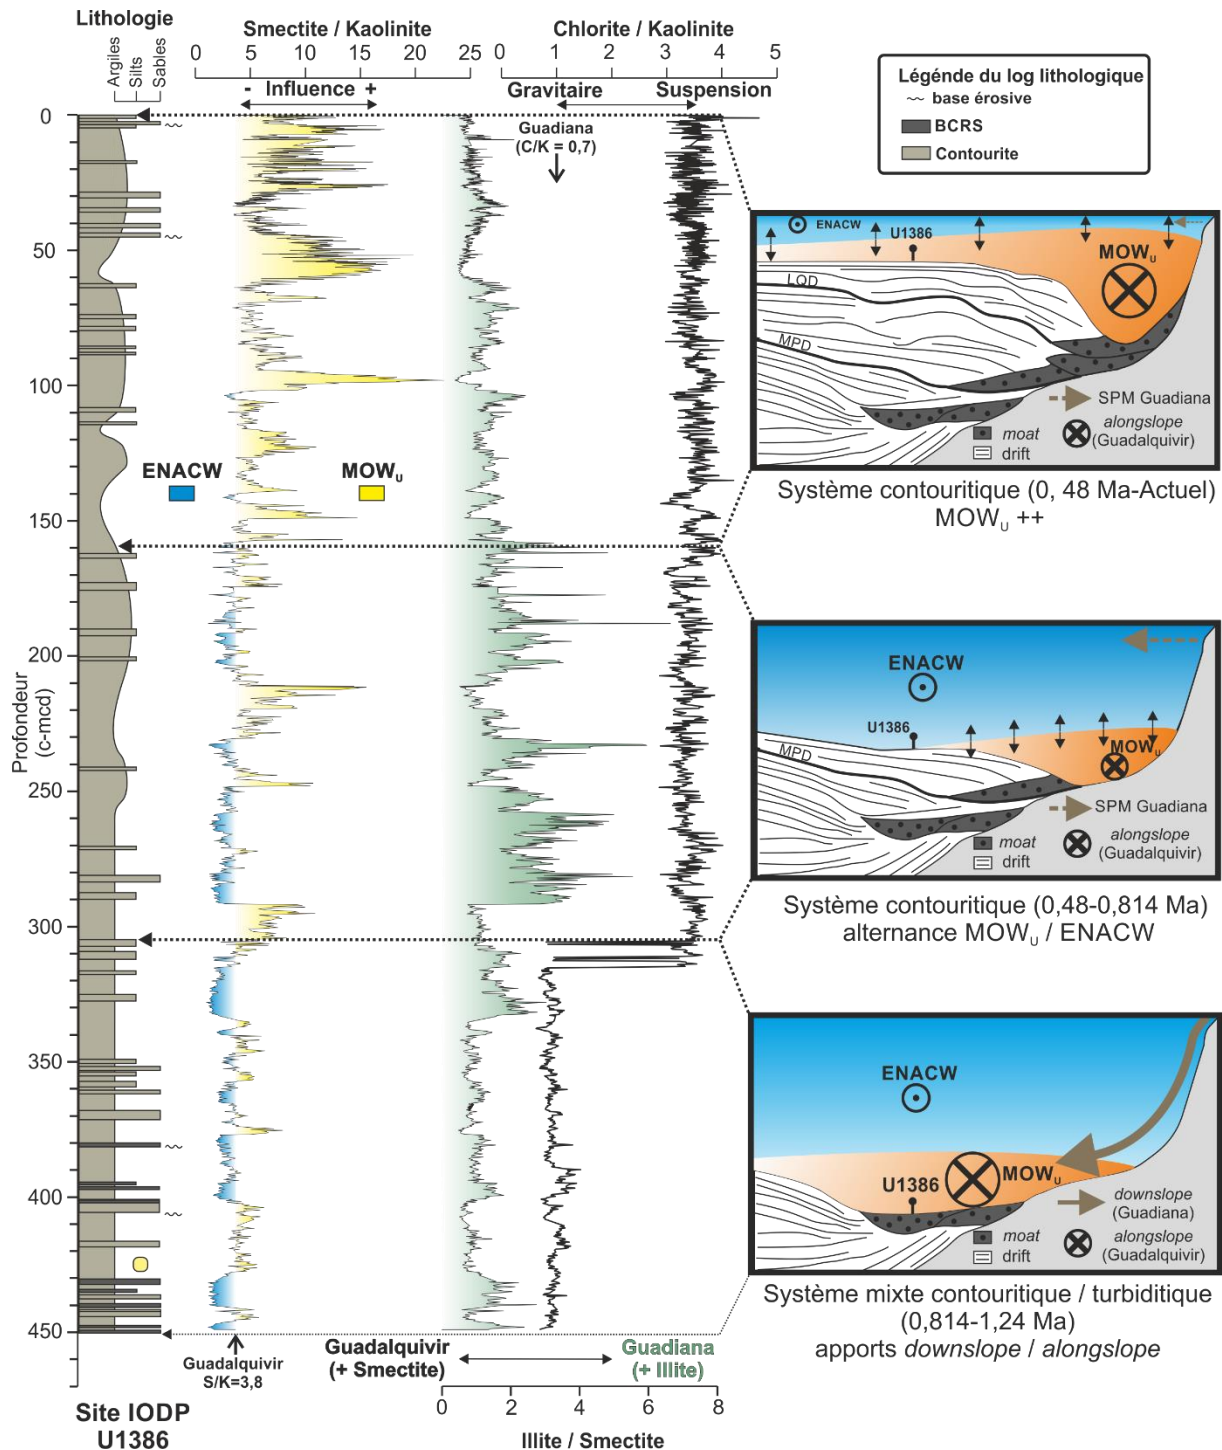 Lithologie
Argiles
Silts
Sables
Smectite / Kaolinite
0 5 10 15 20 25
- Influence +
Chlorite / Kaolinite
0 1 2 3 4 5
Gravitaire
Suspension
Guadiana
(C/K = 0,7)
Légénde du log lithologique
base érosive
BCRS
Contourite
Profondeur
(c-mcd)
0
50
100
150
200
250
300
350
400
450
ENACW
MOWU
ENACW
U1386
MOWU
LQD
MPD
SPM Guadiana
moat
drift
alongslope
(Guadalquivir)
Système contouritique (0, 48 Ma-Actuel)
MOWU ++
ENACW
U1386
MOWU
MPD
SPM Guadiana
moat
drift
alongslope
(Guadalquivir)
Système contouritique (0,48-0,814 Ma)
alternance MOWU / ENACW
ENACW
U1386
MOWU
downslope
(Guadiana)
moat
drift
alongslope
(Guadalquivir)
Système mixte contouritique / turbiditique
(0,814-1,24 Ma)
apports downslope / alongslope
Guadalquivir
S/K=3,8
Guadalquivir
(+ Smectite)
Guadiana
(+ Illite)
0 2 4 6 8
Illite / Smectite
Site IODP
U1386